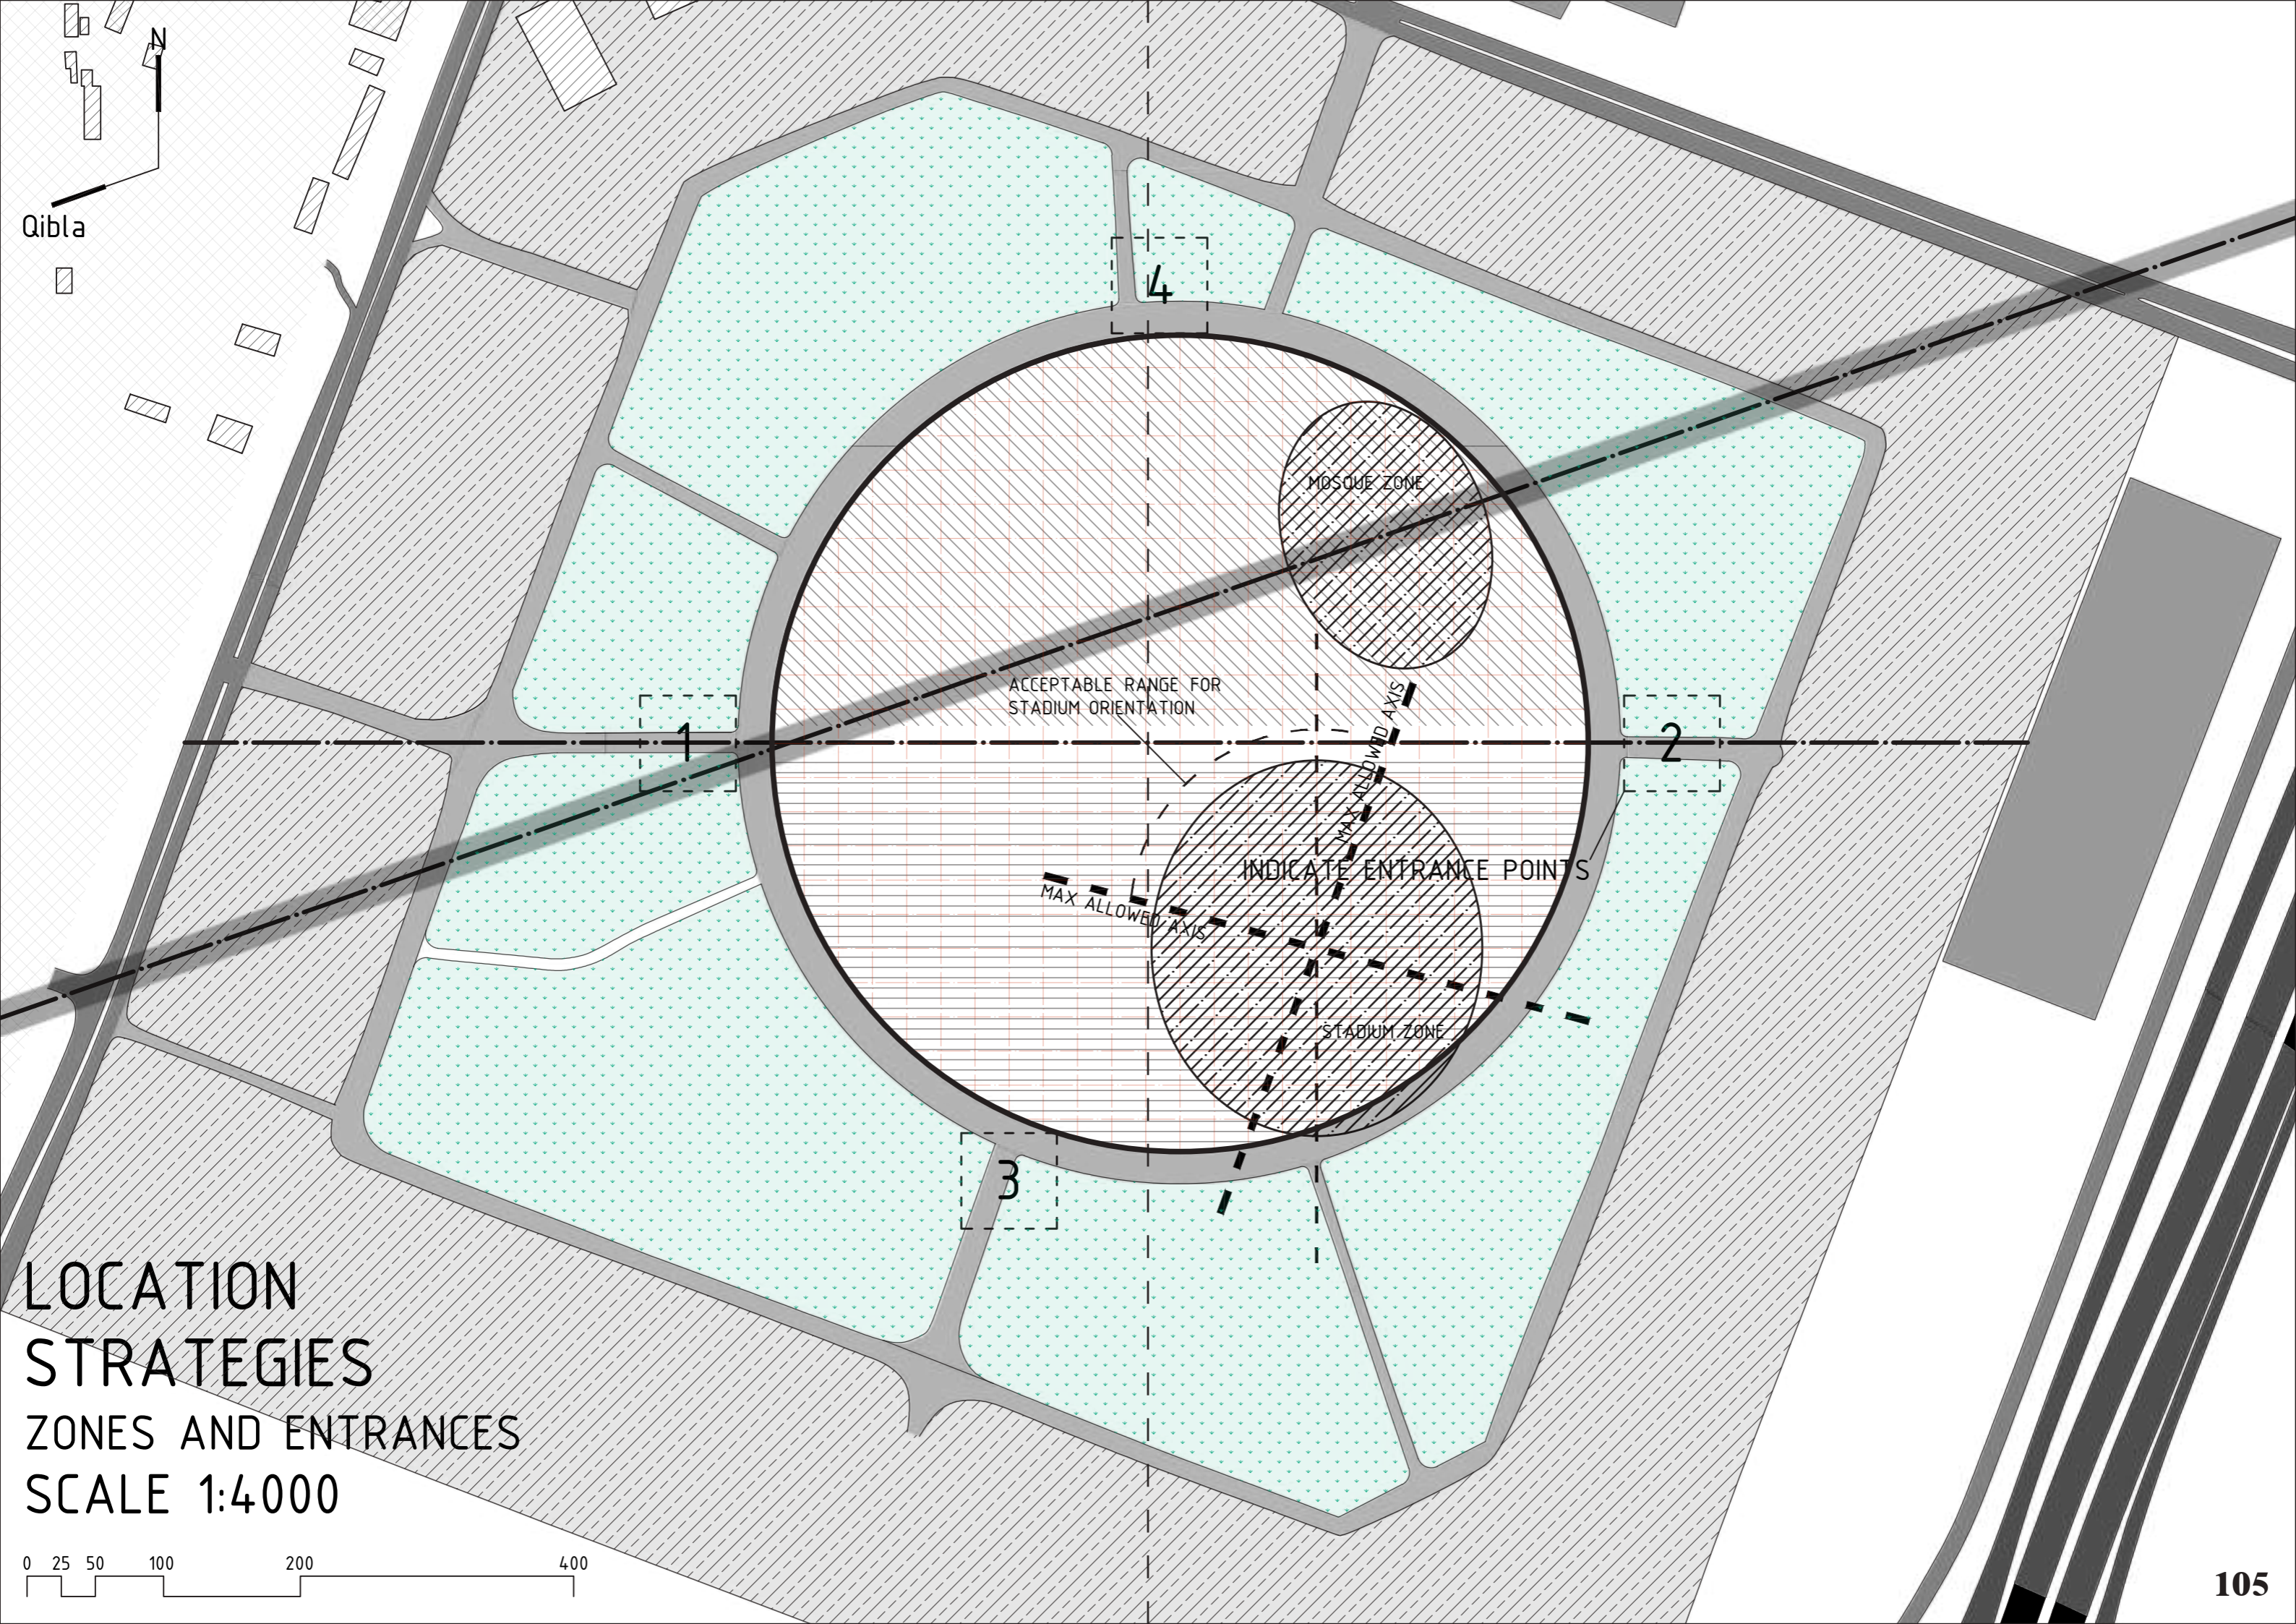 N
Qibla
4
MOSQUE ZONE
ACCEPTABLE RANGE FOR
STADIUM ORIENTATION
MAX ALLOWED AXIS
1
2
INDICATE ENTRANCE POINTS
MAX ALLOWED AXIS
STADIUM ZONE
3
LOCATION
STRATEGIES
ZONES AND ENTRANCES
SCALE 1:4000
0 25 50 100 200 400
105